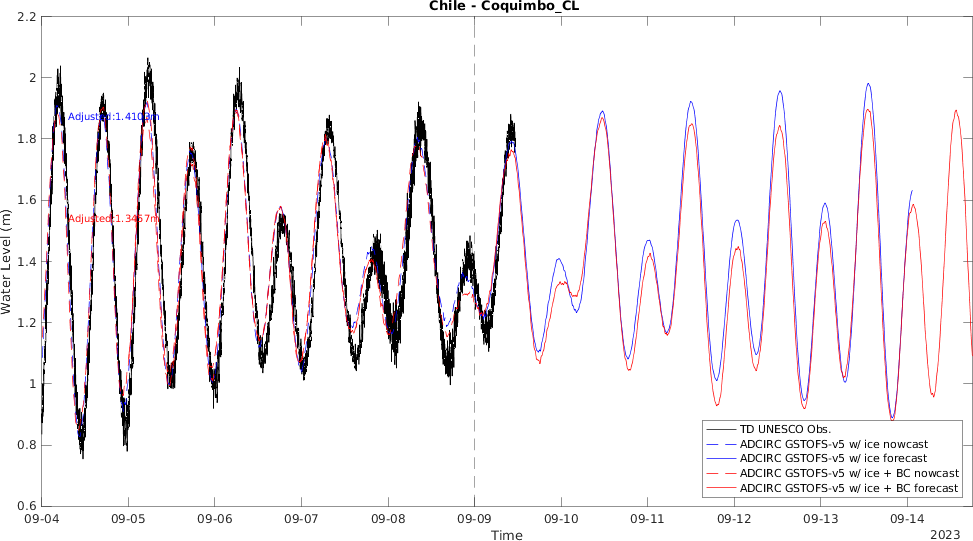 Chile - Coquimbo_CL
2.2
2
1.8
1.6
1.4
1.2
1
0.8
0.6
Water Level (m)
Adjusted:1.4102m
Adjusted:1.3467m
TD UNESCO Obs.
ADCIRC GSTOFS-v5 w/ ice nowcast
ADCIRC GSTOFS-v5 w/ ice forecast
ADCIRC GSTOFS-v5 w/ ice + BC nowcast
ADCIRC GSTOFS-v5 w/ ice + BC forecast
09-04 09-05 09-06 09-07 09-08 09-09 09-10 09-11 09-12 09-13 09-14
Time
2023